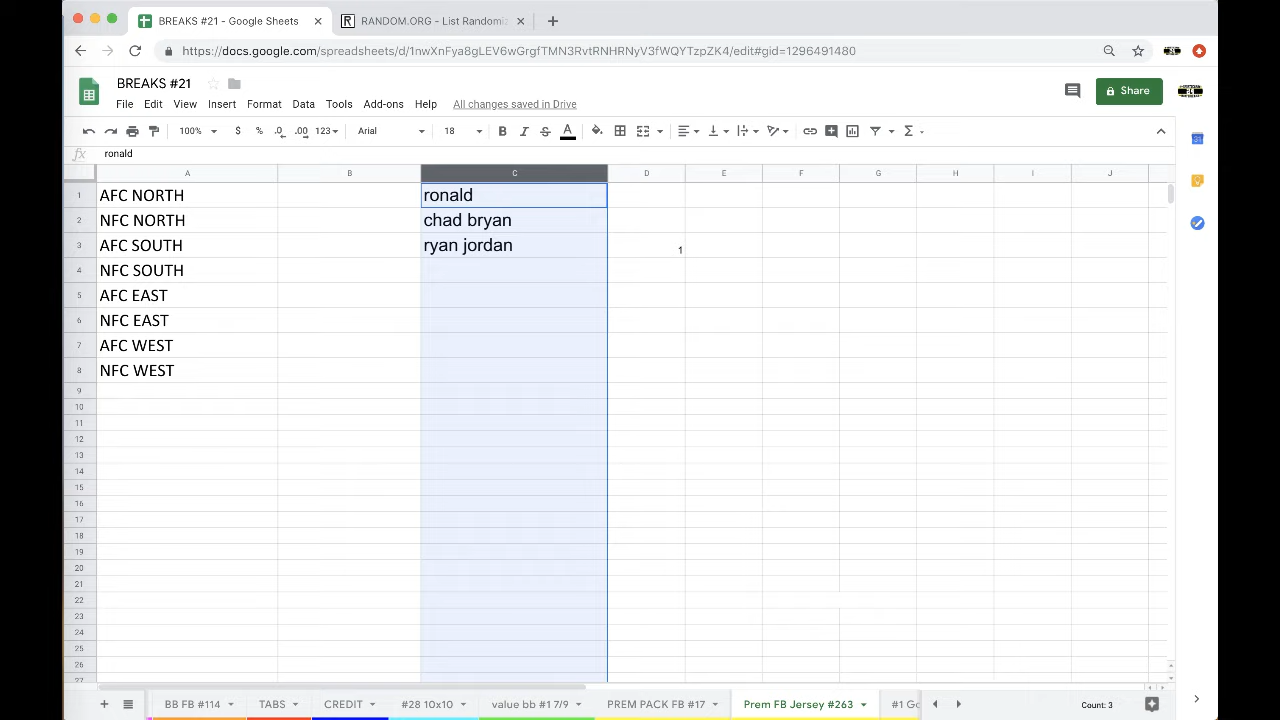 BREAKS #21 - Google Sheets
RANDOM.ORG - List Randomi
https://docs.google.com/spreadsheets/d/1nwXnFya8gLEV6wGrgfTMN3RvtRNHRNyV3fWQYTzpZK4/edit#gid=1296491480
BREAKS #21
File Edit View Insert Format Data Tools Add-ons Help All changes saved in Drive
Share
100% $ % .0 .00 123 Arial 18 B I S A
fx ronald
A B C D E F G H I J
1 AFC NORTH ronald
2 NFC NORTH chad bryan
3 AFC SOUTH ryan jordan 1
4 NFC SOUTH
5 AFC EAST
6 NFC EAST
7 AFC WEST
8 NFC WEST
9
10
11
12
13
14
15
16
17
18
19
20
21
22
23
24
25
26
27
BB FB #114 TABS CREDIT #28 10x value bb #1 7/9 PREM PACK FB #17 Prem FB Jersey #263 #1 Go
Count: 3
31